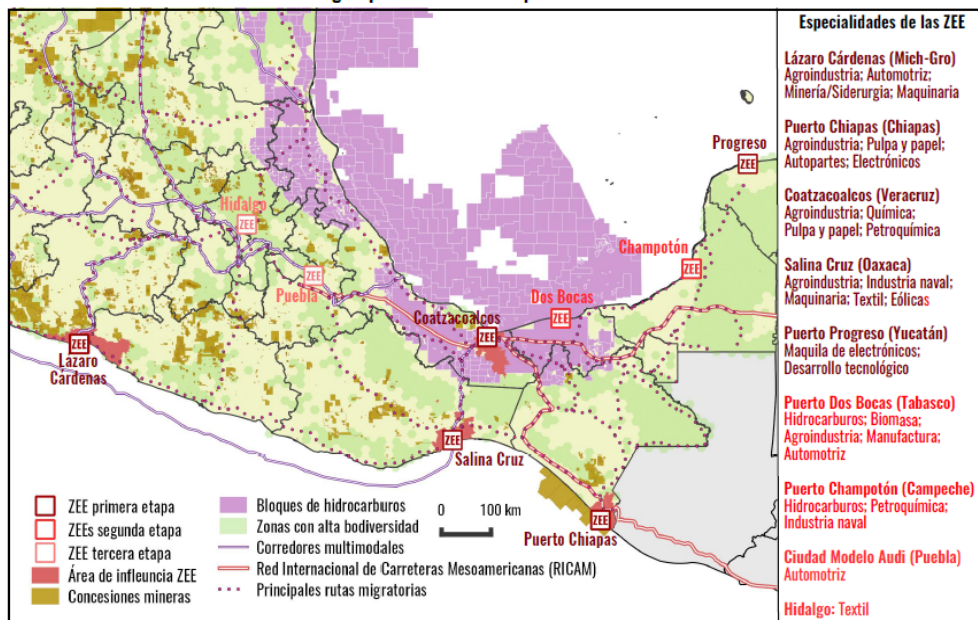 Especialidades de las ZEE
Lázaro Cárdenas (Mich-Gro)
Agroindustria; Automotriz;
Minería/Siderurgia; Maquinaria
Puerto Chiapas (Chiapas)
Agroindustria; Pulpa y papel;
Autopartes; Electrónicos
Coatzacoalcos (Veracruz)
Agroindustria; Química;
Pulpa y papel; Petroquímica
Salina Cruz (Oaxaca)
Agroindustria; Industria naval;
Maquinaria; Textil; Eólicas
Puerto Progreso (Yucatán)
Maquila de electrónicos;
Desarrollo tecnológico
Puerto Dos Bocas (Tabasco)
Hidrocarburos; Biomasa;
Agroindustria; Manufactura;
Automotriz
Puerto Champotón (Campeche)
Hidrocarburos; Petroquímica;
Industria naval
Ciudad Modelo Audi (Puebla)
Automotriz
Hidalgo: Textil
Progreso
ZEE
Hidalgo
ZEE
Champotón
ZEE
Puebla
ZEE
Dos Bocas
ZEE
Coatzacoalcos
ZEE
ZEE
Lázaro
Cárdenas
ZEE
Salina Cruz
ZEE
Puerto Chiapas
ZEE ZEE primera etapa
ZEE ZEEs segunda etapa
ZEE ZEE tercera etapa
Área de infleuncia ZEE
Concesiones mineras
Bloques de hidrocarburos
Zonas con alta bodiversidad
Corredores multimodales
Red Internacional de Carreteras Mesoamericanas (RICAM)
Principales rutas migratorias
0 100 km